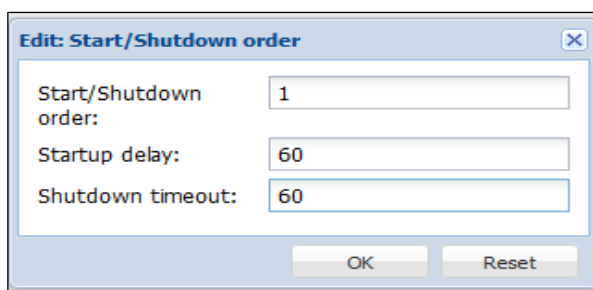 Edit: Start/Shutdown order
Start/Shutdown order: 1
Startup delay: 60
Shutdown timeout: 60
OK Reset